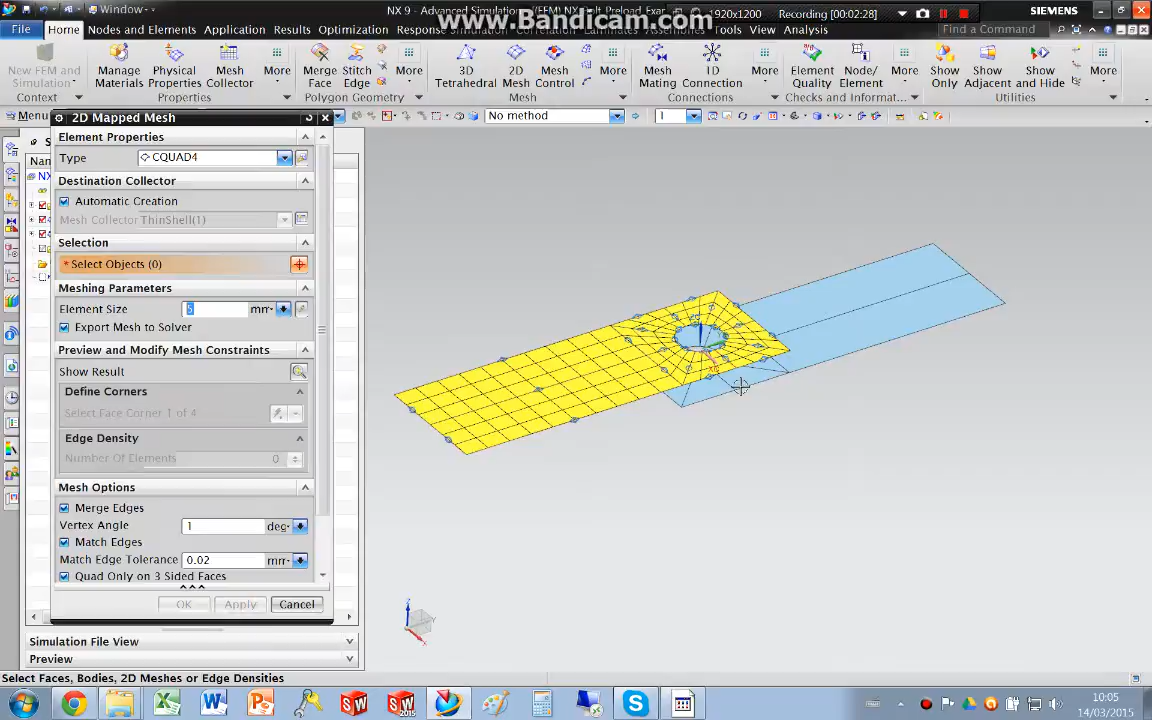 Window-
NX 9 - Advanced Simulation
www.Bandicam.com
1920x1200
Recording [00:02:28]
SIEMENS
File
Home
Nodes and Elements
Application
Results
Optimization
Response
Tools
View
Analysis
Find a Command
New FEM and Simulation
Manage Materials
Physical Properties
Mesh Collector
More
Merge Face
Stitch Edge
More
3D Tetrahedral
2D Mesh
Mesh Control
More
Mesh Mating
1D Connection
More
Element Quality
Node/ Element
More
Show Only
Show Adjacent
Show and Hide
More
Context
Properties
Polygon Geometry
Mesh
Connections
Checks and Informat...
Utilities
Menu
No method
1
2D Mapped Mesh
Element Properties
Type
CQUAD4
Destination Collector
Automatic Creation
Mesh Collector ThinShell(1)
Selection
* Select Objects (0)
Meshing Parameters
Element Size
5
mm
Export Mesh to Solver
Preview and Modify Mesh Constraints
Show Result
Define Corners
Select Face Corner 1 of 4
Edge Density
Number Of Elements
0
Mesh Options
Merge Edges
Vertex Angle
1
deg
Match Edges
Match Edge Tolerance
0.02
mm
Quad Only on 3 Sided Faces
OK
Apply
Cancel
Simulation File View
Preview
Select Faces, Bodies, 2D Meshes or Edge Densities
10:05
14/03/2015